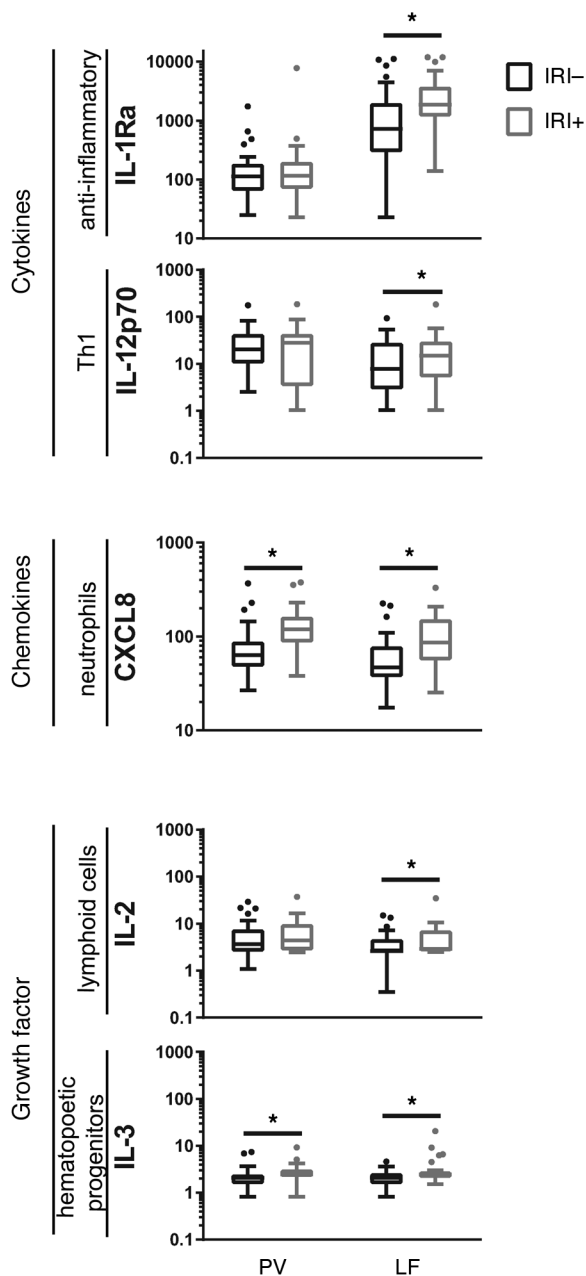 *
10000
1000
100
10
IRI–
IRI+
Cytokines
anti-inflammatory
IL-1Ra
*
1000
100
10
1
0.1
Th1
IL-12p70
* *
1000
100
10
Chemokines
neutrophils
CXCL8
*
1000
100
10
1
0.1
Growth factor
lymphoid cells
IL-2
* *
1000
100
10
1
0.1
hematopoetic
progenitors
IL-3
PV LF